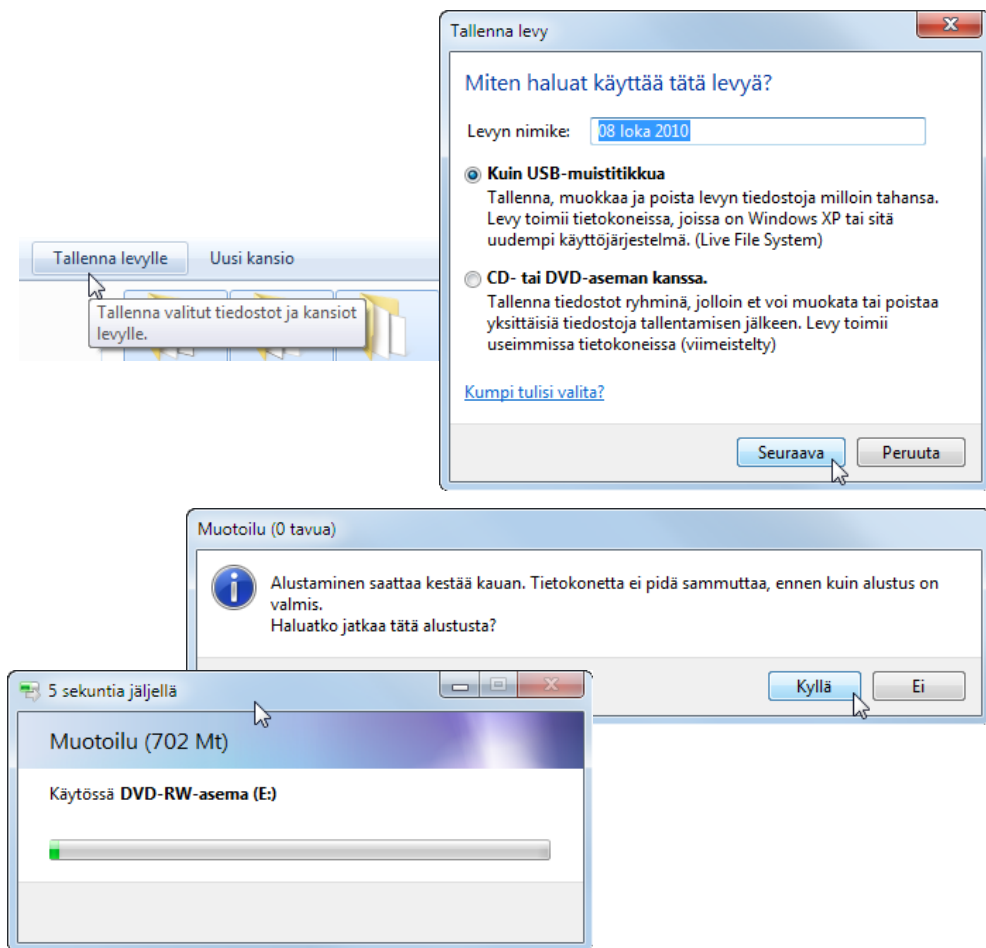 Tallenna levy
Miten haluat käyttää tätä levyä?
Levyn nimike: 08 loka 2010
Kuin USB-muistitikkua
Tallenna, muokkaa ja poista levyn tiedostoja milloin tahansa.
Levy toimii tietokoneissa, joissa on Windows XP tai sitä
uudempi käyttöjärjestelmä. (Live File System)
CD- tai DVD-aseman kanssa.
Tallenna tiedostot ryhminä, jolloin et voi muokata tai poistaa
yksittäisiä tiedostoja tallentamisen jälkeen. Levy toimii
useimmissa tietokoneissa (viimeistelty)
Kumpi tulisi valita?
Seuraava Peruuta
Tallenna levylle Uusi kansio
Tallenna valitut tiedostot ja kansiot
levylle.
Muotoilu (0 tavua)
Alustaminen saattaa kestää kauan. Tietokonetta ei pidä sammuttaa, ennen kuin alustus on
valmis.
Haluatko jatkaa tätä alustusta?
Kyllä Ei
5 sekuntia jäljellä
Muotoilu (702 Mt)
Käytössä DVD-RW-asema (E:)